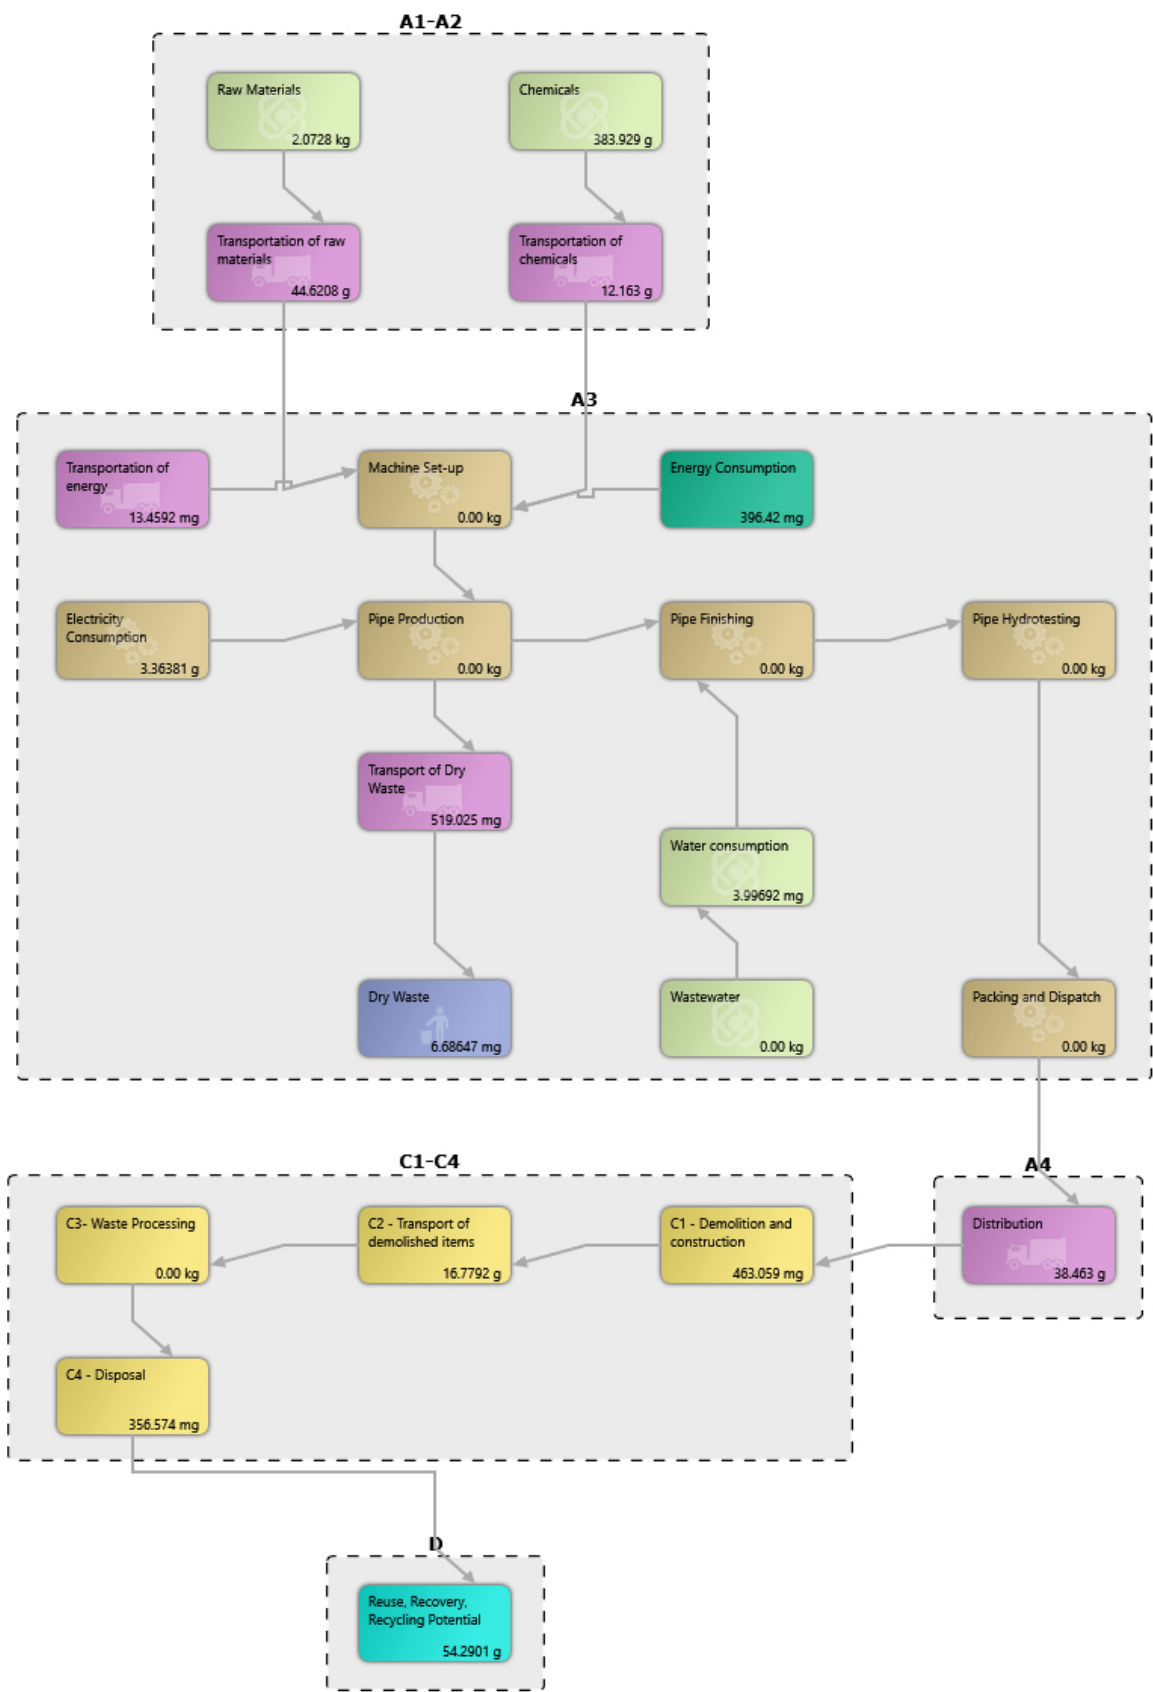 A1-A2
Raw Materials
2.0728 kg
Chemicals
383.929 g
Transportation of raw
materials
44.6208 g
Transportation of
chemicals
12.163 g
A3
Transportation of
energy
13.4592 mg
Machine Set-up
0.00 kg
Energy Consumption
396.42 mg
Electricity
Consumption
3.36381 g
Pipe Production
0.00 kg
Pipe Finishing
0.00 kg
Pipe Hydrotesting
0.00 kg
Transport of Dry
Waste
519.025 mg
Water consumption
3.99692 mg
Dry Waste
6.68647 mg
Wastewater
0.00 kg
Packing and Dispatch
0.00 kg
C1-C4
A4
C3- Waste Processing
0.00 kg
C2 - Transport of
demolished items
16.7792 g
C1 - Demolition and
construction
463.059 mg
Distribution
38.463 g
C4 - Disposal
356.574 mg
D
Reuse, Recovery,
Recycling Potential
54.2901 g